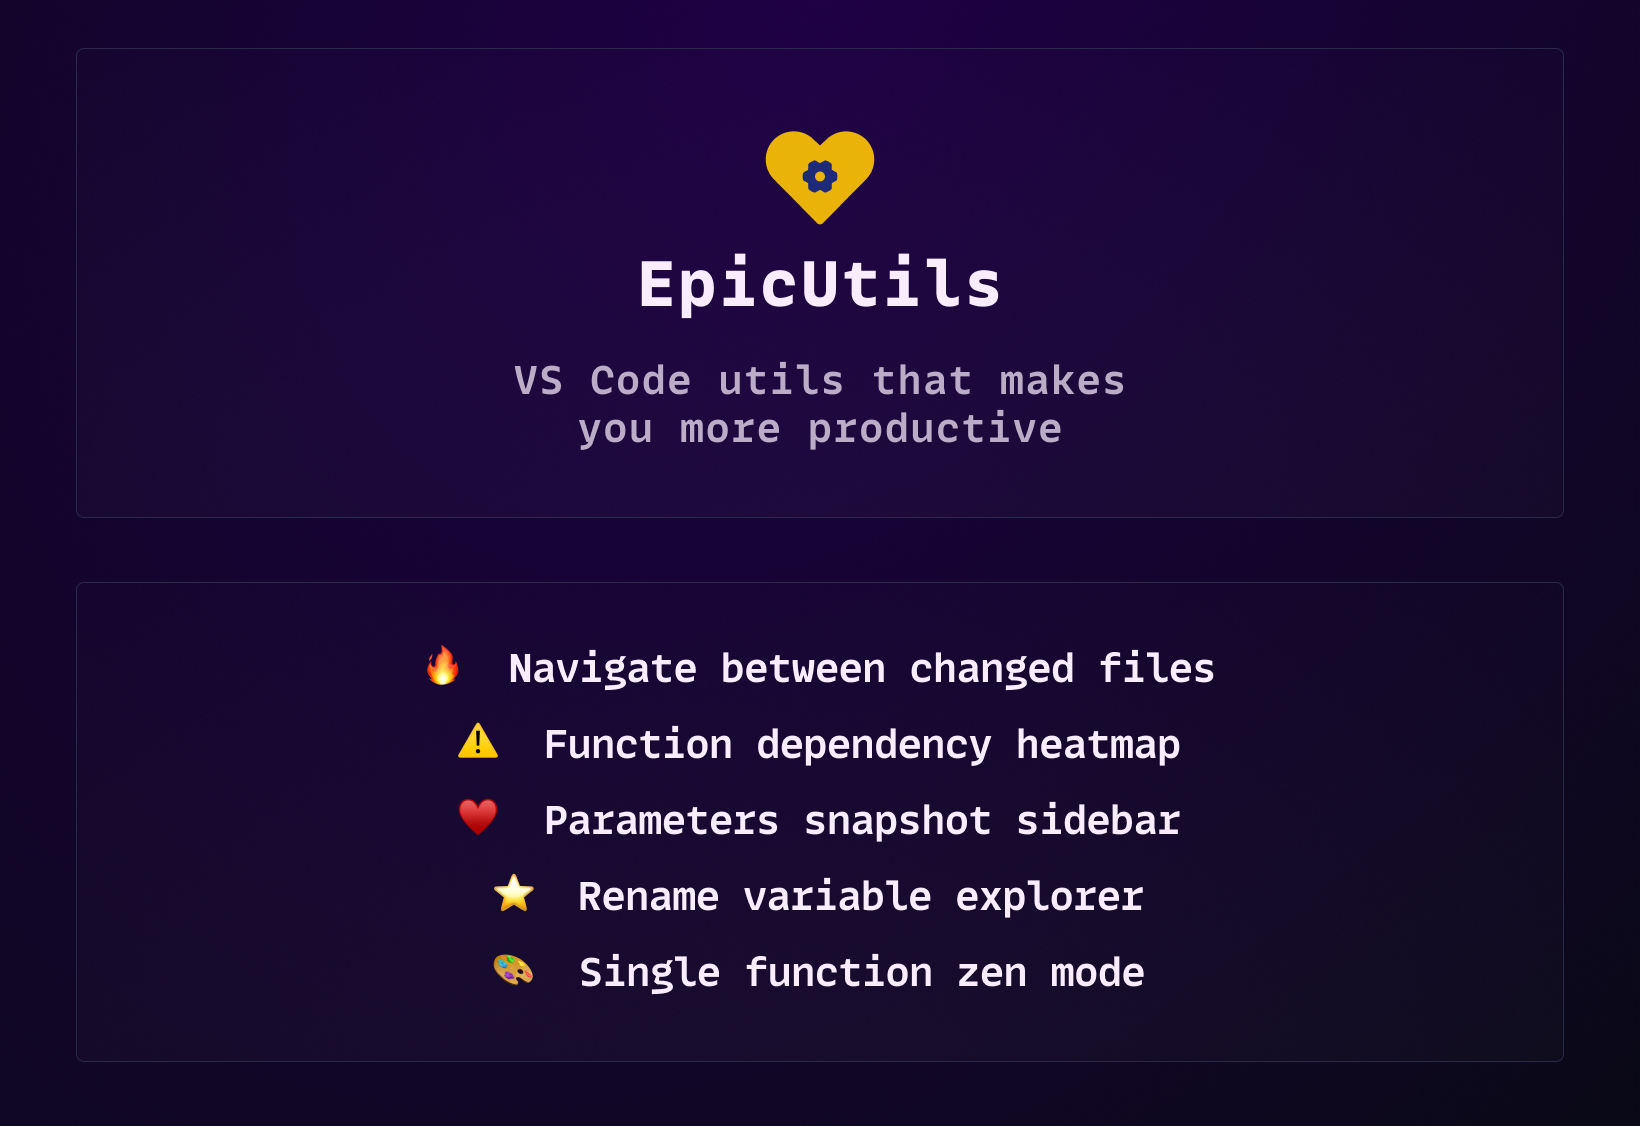 EpicUtils
VS Code utils that makes
you more productive
🔥 Navigate between changed files
⚠️ Function dependency heatmap
♥️ Parameters snapshot sidebar
⭐ Rename variable explorer
🎨 Single function zen mode